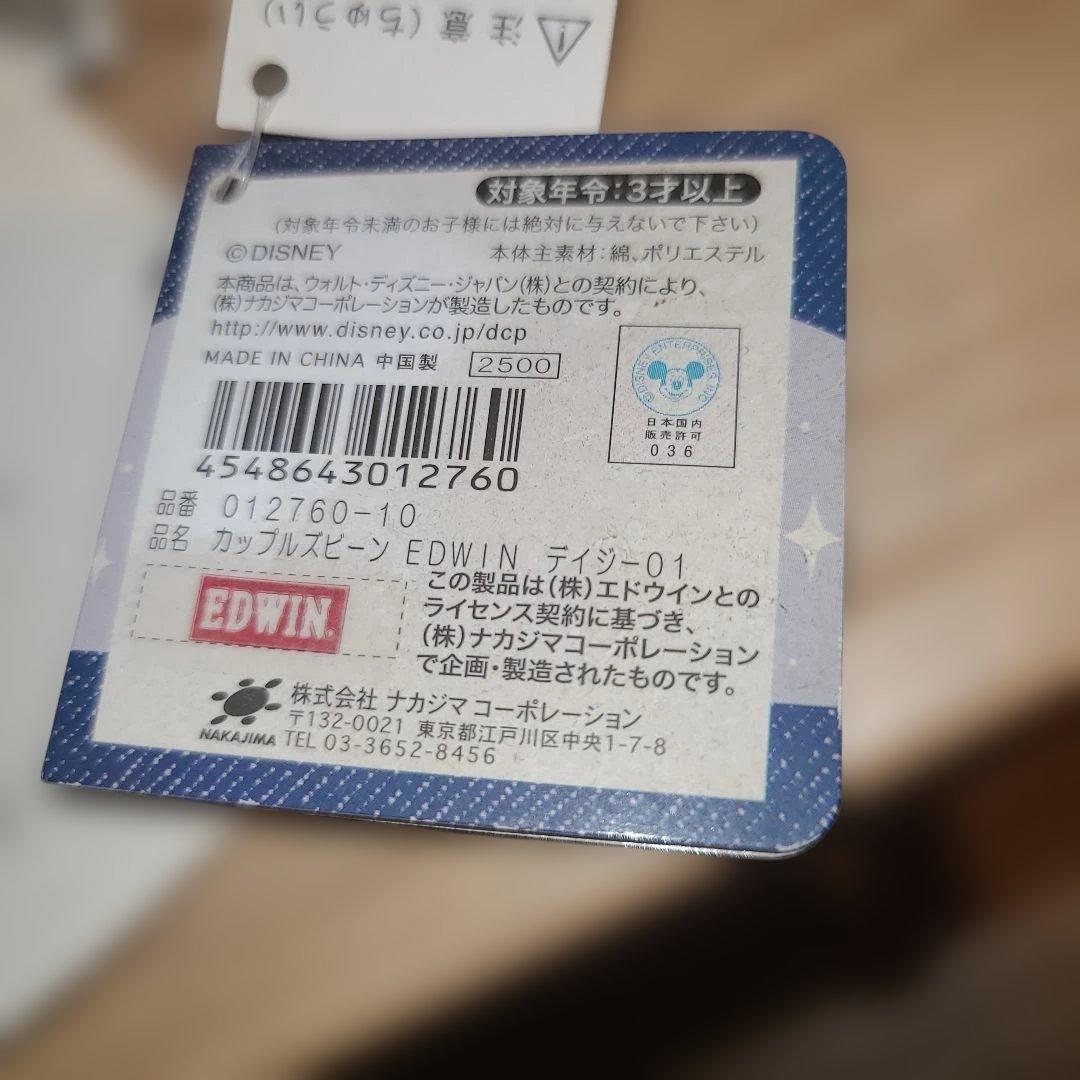 注意(ちゅうい)
対象年令:3才以上
(対象年令未満のお子様には絶対に与えないで下さい)
©DISNEY 本体主素材:綿、ポリエステル
本商品は、ウォルト・ディズニー・ジャパン(株)との契約により、
(株)ナカジマコーポレーションが製造したものです。
http://www.disney.co.jp/dcp
MADE IN CHINA 中国製 2500
©DISNEY ENTERPRISES, INC
日本国内
販売許可
036
4548643012760
品番 012760-10
品名 カップルズビーン EDWIN デイジー01
EDWIN
この製品は(株)エドウインとの
ライセンス契約に基づき、
(株)ナカジマコーポレーション
で企画・製造されたものです。
NAKAJIMA
株式会社 ナカジマ コーポレーション
〒132-0021 東京都江戸川区中央1-7-8
TEL 03-3652-8456